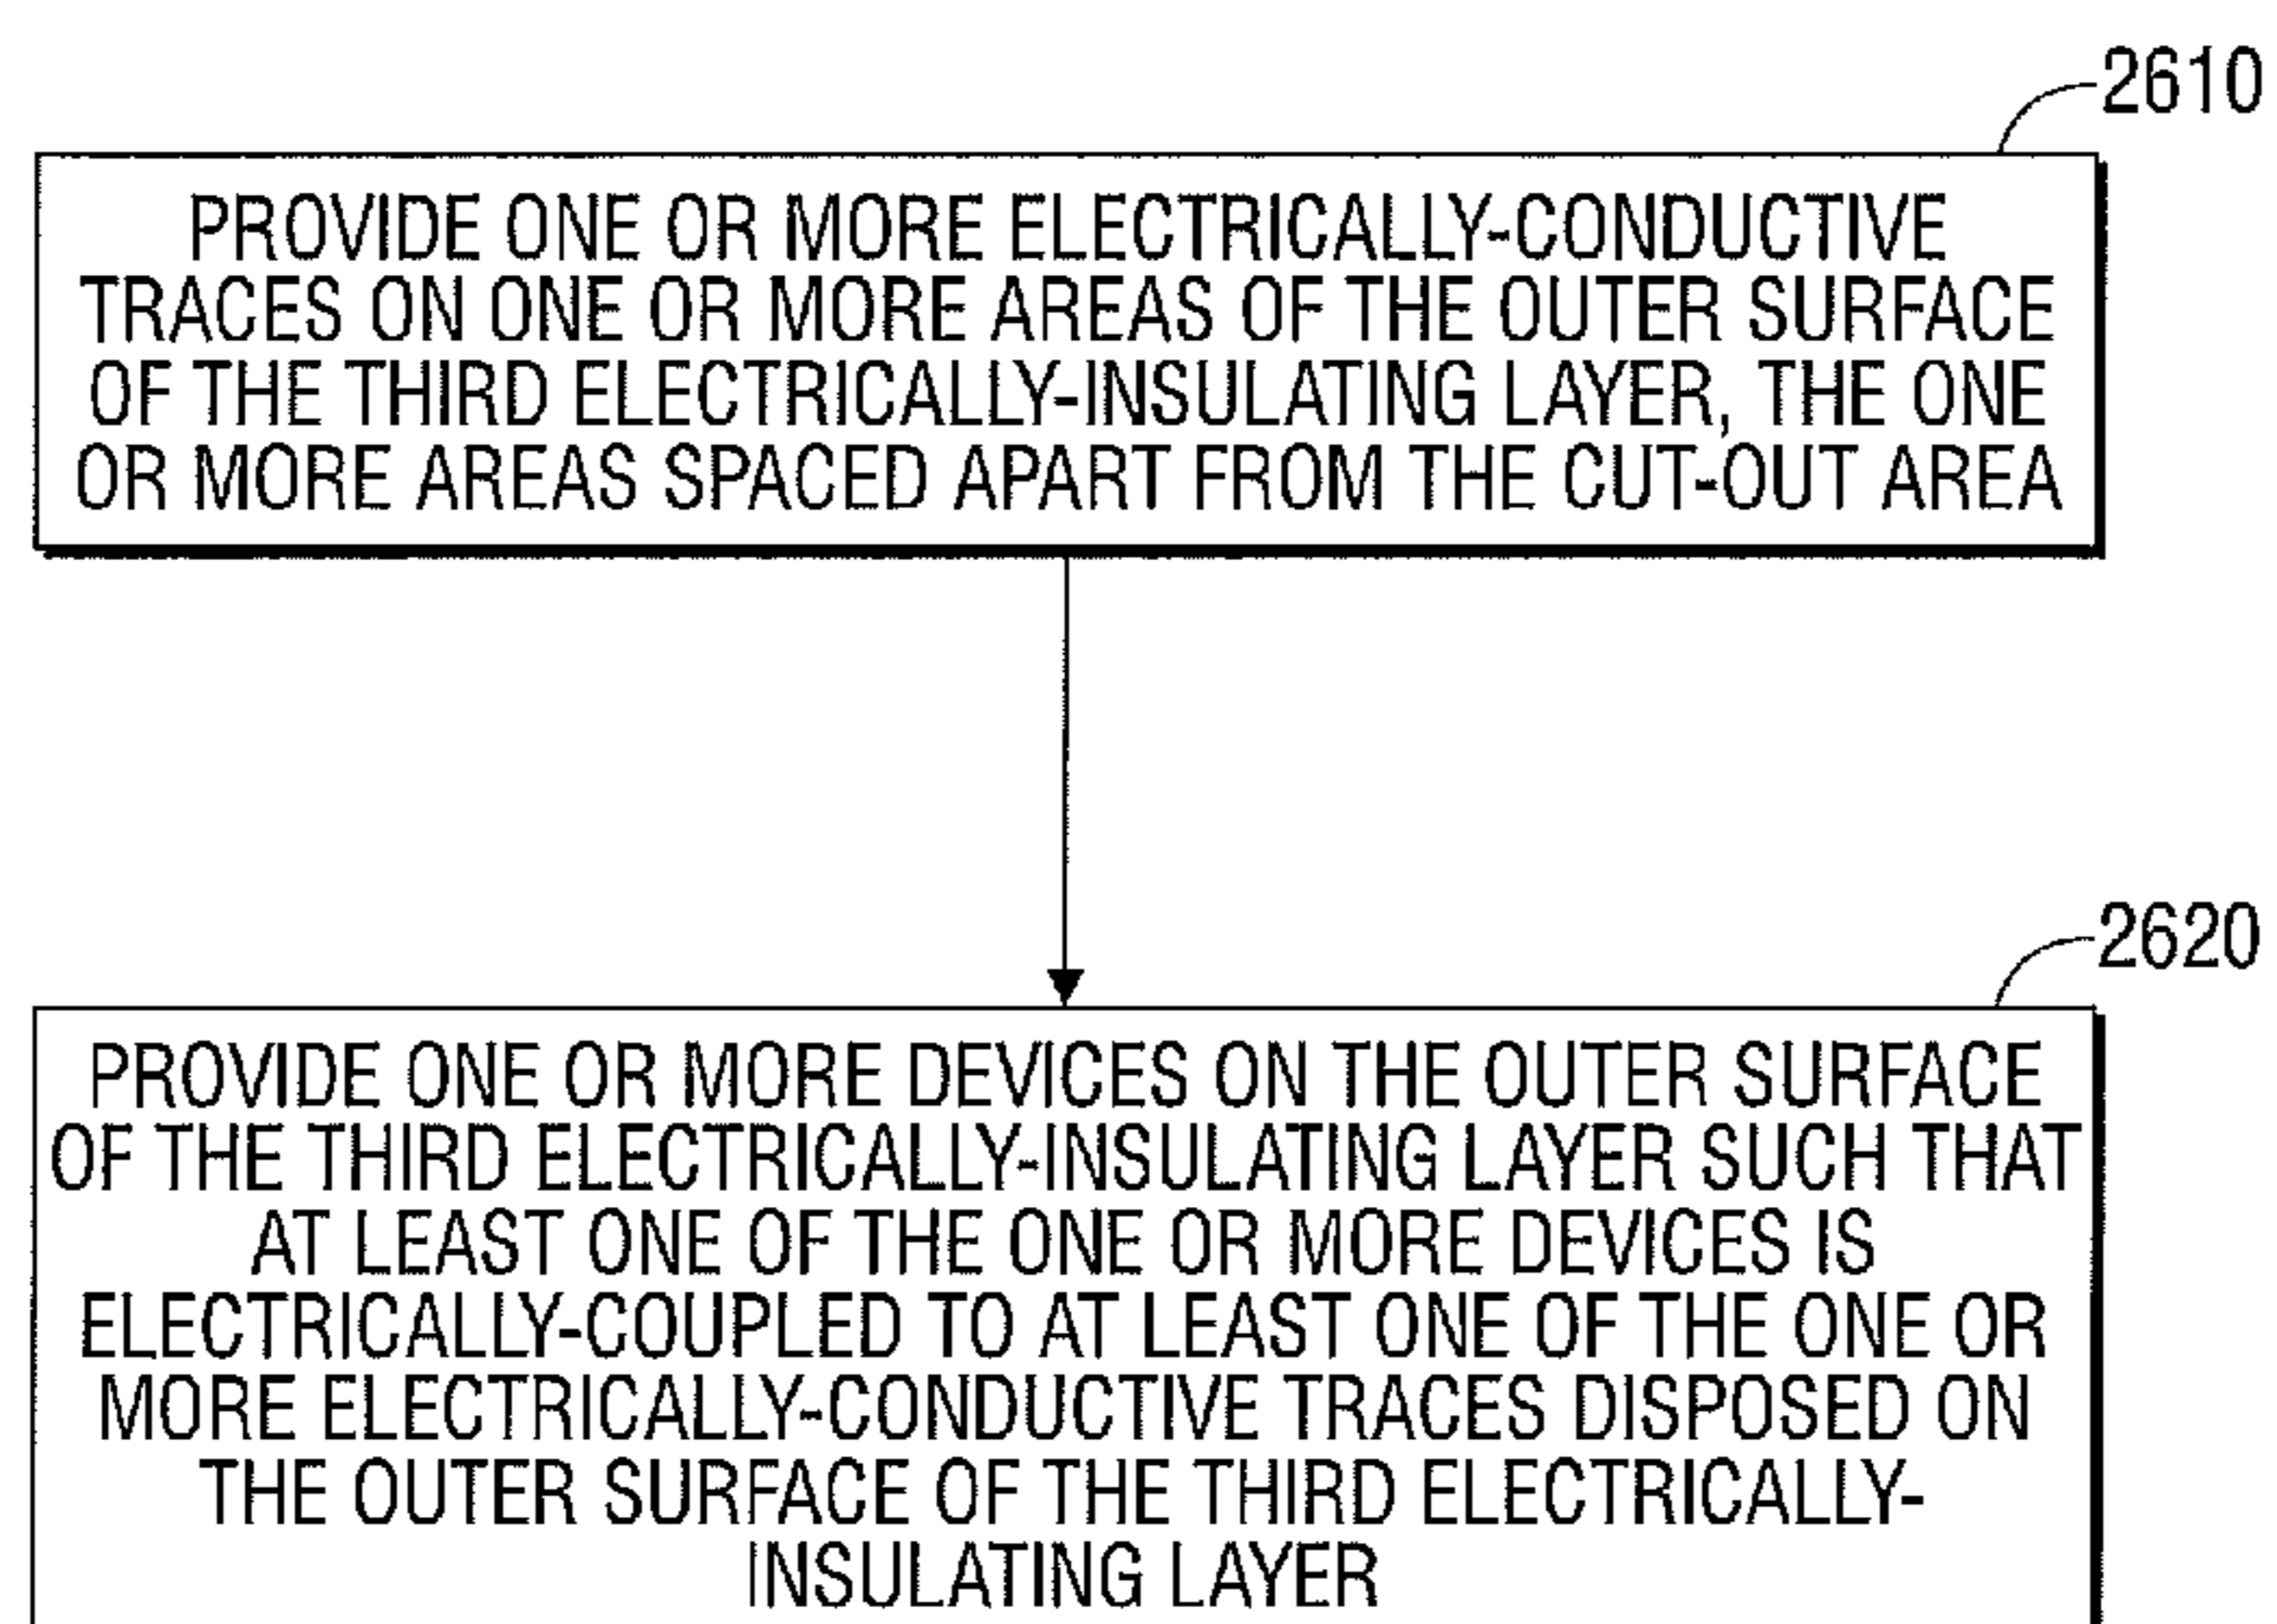 2610
PROVIDE ONE OR MORE ELECTRICALLY-CONDUCTIVE
TRACES ON ONE OR MORE AREAS OF THE OUTER SURFACE
OF THE THIRD ELECTRICALLY-INSULATING LAYER, THE ONE
OR MORE AREAS SPACED APART FROM THE CUT-OUT AREA
2620
PROVIDE ONE OR MORE DEVICES ON THE OUTER SURFACE
OF THE THIRD ELECTRICALLY-INSULATING LAYER SUCH THAT
AT LEAST ONE OF THE ONE OR MORE DEVICES IS
ELECTRICALLY-COUPLED TO AT LEAST ONE OF THE ONE OR
MORE ELECTRICALLY-CONDUCTIVE TRACES DISPOSED ON
THE OUTER SURFACE OF THE THIRD ELECTRICALLY-
INSULATING LAYER